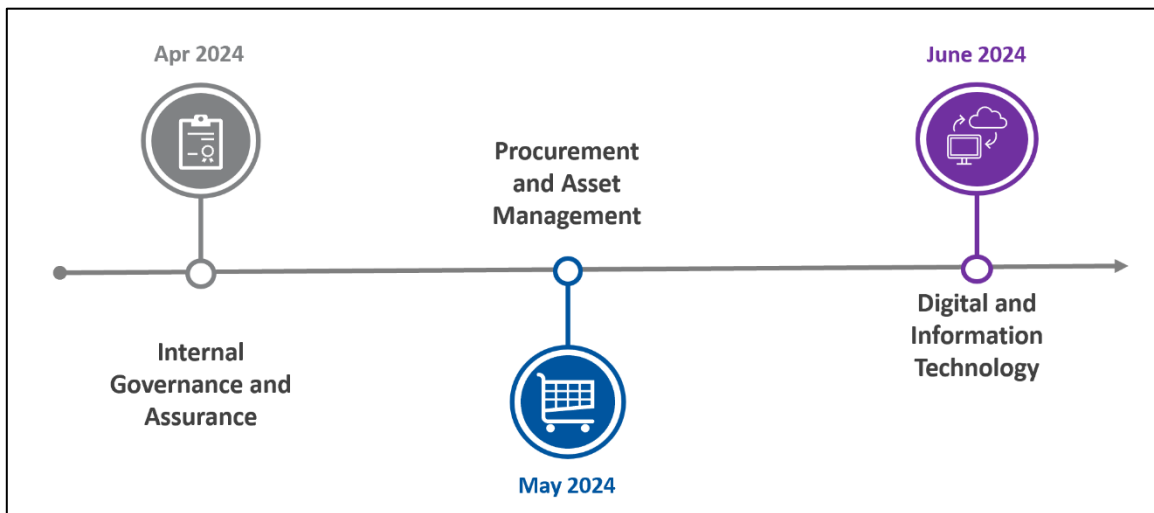 Apr 2024
Internal
Governance and
Assurance
Procurement
and Asset
Management
May 2024
June 2024
Digital and
Information
Technology